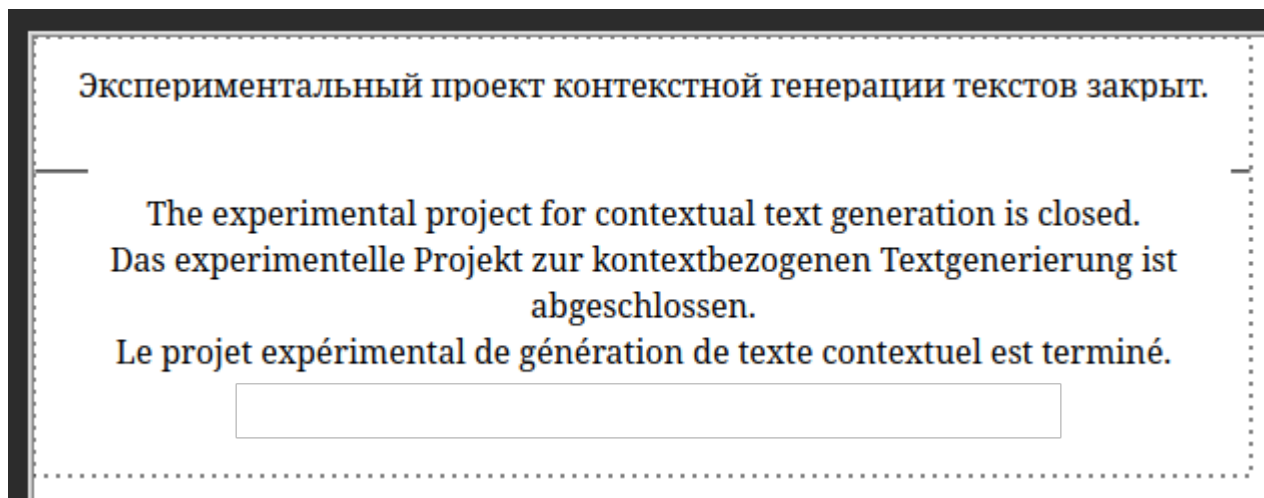 Экспериментальный проект контекстной генерации текстов закрыт.
The experimental project for contextual text generation is closed.
Das experimentelle Projekt zur kontextbezogenen Textgenerierung ist
abgeschlossen.
Le projet expérimental de génération de texte contextuel est terminé.